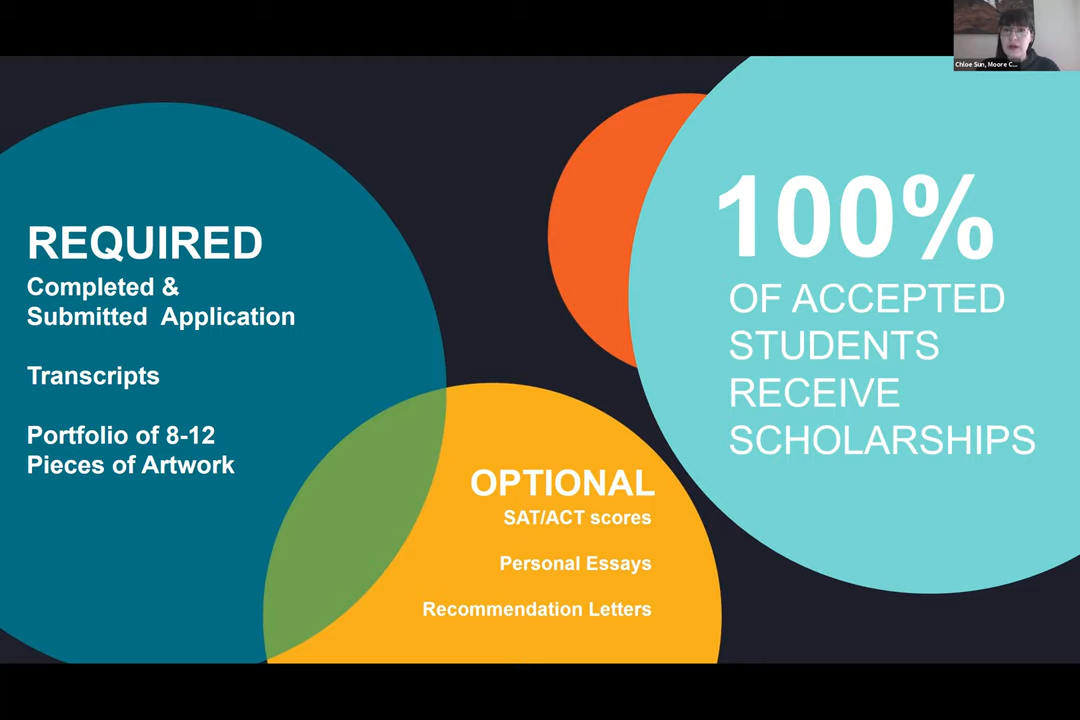 Chloe Sun, Moore C...
REQUIRED
Completed &
Submitted Application
Transcripts
Portfolio of 8-12
Pieces of Artwork
OPTIONAL
SAT/ACT scores
Personal Essays
Recommendation Letters
100%
OF ACCEPTED
STUDENTS
RECEIVE
SCHOLARSHIPS